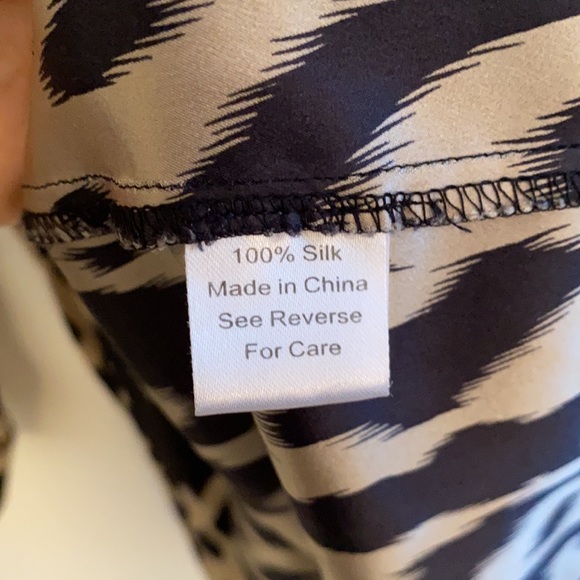 100% Silk
Made in China
See Reverse
For Care